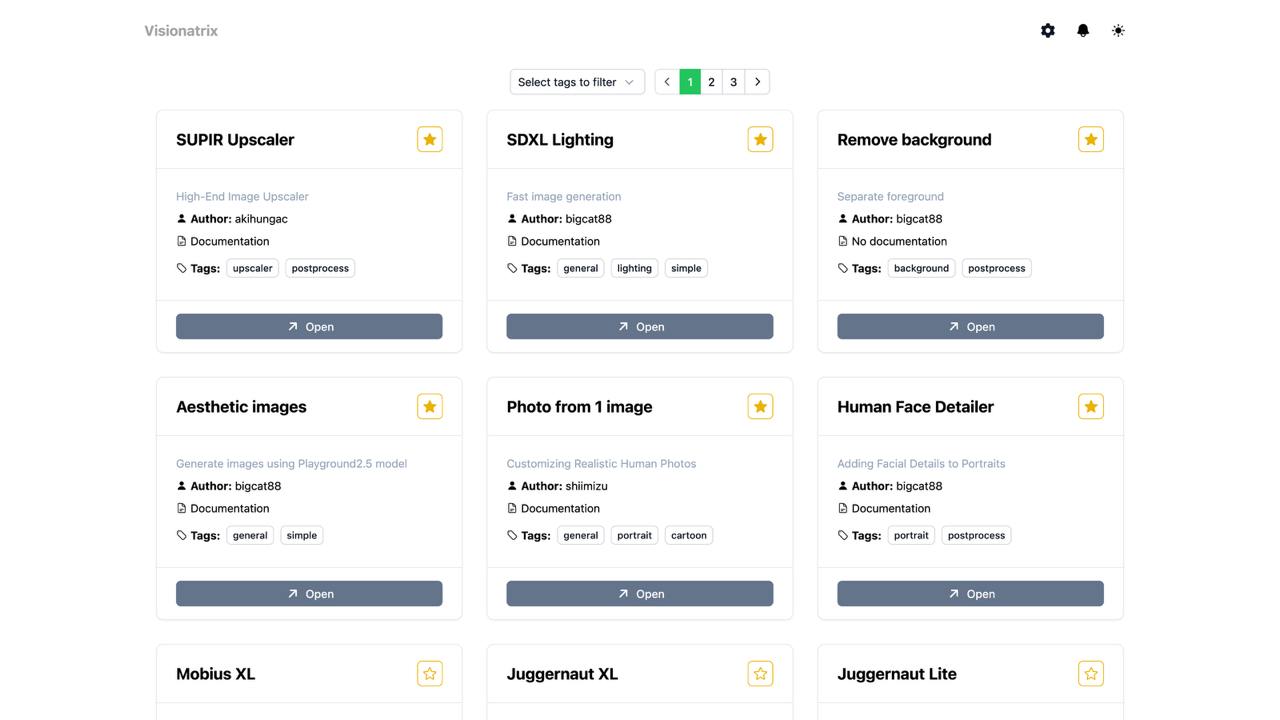 Visionatrix
Select tags to filter
1 2 3
SUPIR Upscaler
High-End Image Upscaler
Author: akihungac
Documentation
Tags: upscaler postprocess
Open
SDXL Lighting
Fast image generation
Author: bigcat88
Documentation
Tags: general lighting simple
Open
Remove background
Separate foreground
Author: bigcat88
No documentation
Tags: background postprocess
Open
Aesthetic images
Generate images using Playground2.5 model
Author: bigcat88
Documentation
Tags: general simple
Open
Photo from 1 image
Customizing Realistic Human Photos
Author: shiimizu
Documentation
Tags: general portrait cartoon
Open
Human Face Detailer
Adding Facial Details to Portraits
Author: bigcat88
Documentation
Tags: portrait postprocess
Open
Mobius XL
Juggernaut XL
Juggernaut Lite